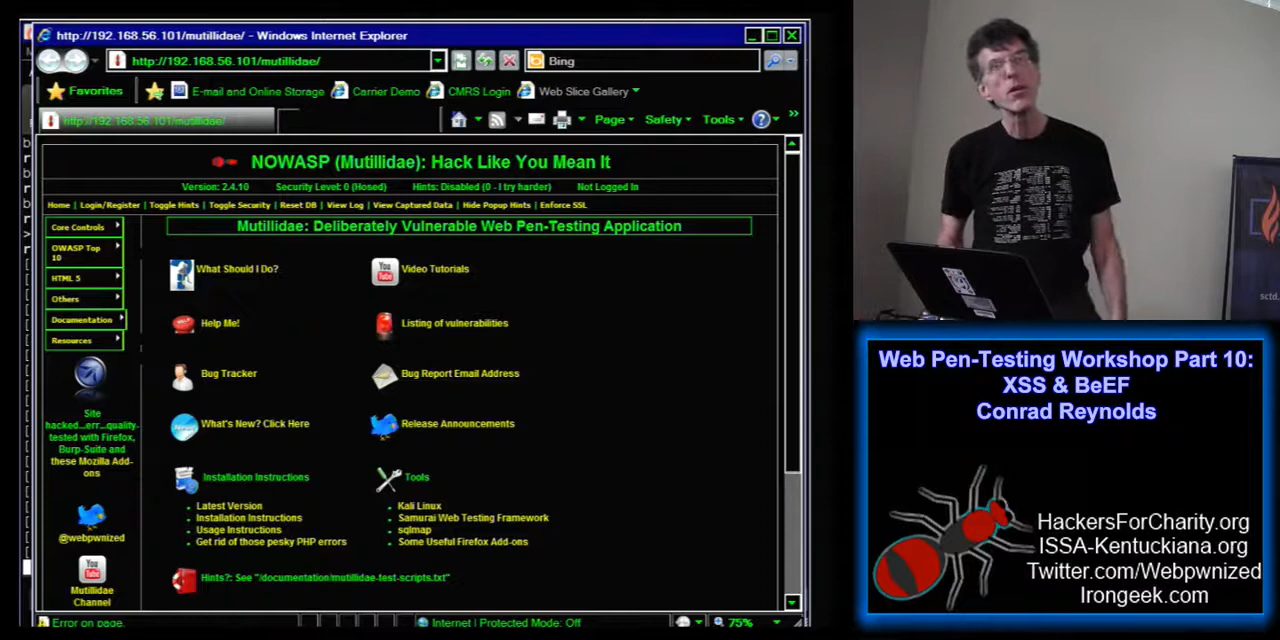 http://192.168.56.101/mutillidae/ - Windows Internet Explorer
http://192.168.56.101/mutillidae/
Bing
Favorites
E-mail and Online Storage
Carrier Demo
CMRS Login
Web Slice Gallery
http://192.168.56.101/mutillidae/
Page
Safety
Tools
NOWASP (Mutillidae): Hack Like You Mean It
Version: 2.4.10 Security Level: 0 (Hosed) Hints: Disabled (0 - I try harder) Not Logged In
Home | Login/Register | Toggle Hints | Toggle Security | Reset DB | View Log | View Captured Data | Hide Popup Hints | Enforce SSL
Core Controls
OWASP Top
10
HTML 5
Others
Documentation
Resources
Site
hacked...err...quality-
tested with Firefox,
Burp-Suite and
these Mozilla Add-
ons
@webpwnized
You
Tube
Mutillidae
Channel
Mutillidae: Deliberately Vulnerable Web Pen-Testing Application
What Should I Do?
You
Tube
Video Tutorials
Help Me!
Listing of vulnerabilities
Bug Tracker
Bug Report Email Address
What's New? Click Here
Release Announcements
Installation Instructions
Latest Version
Installation Instructions
Usage Instructions
Get rid of those pesky PHP errors
Tools
Kali Linux
Samurai Web Testing Framework
sqlmap
Some Useful Firefox Add-ons
Hints?: See "/documentation/mutillidae-test-scripts.txt"
Error on page.
Internet | Protected Mode: Off
75%
Web Pen-Testing Workshop Part 10:
XSS & BeEF
Conrad Reynolds
HackersForCharity.org
ISSA-Kentuckiana.org
Twitter.com/Webpwnized
Irongeek.com